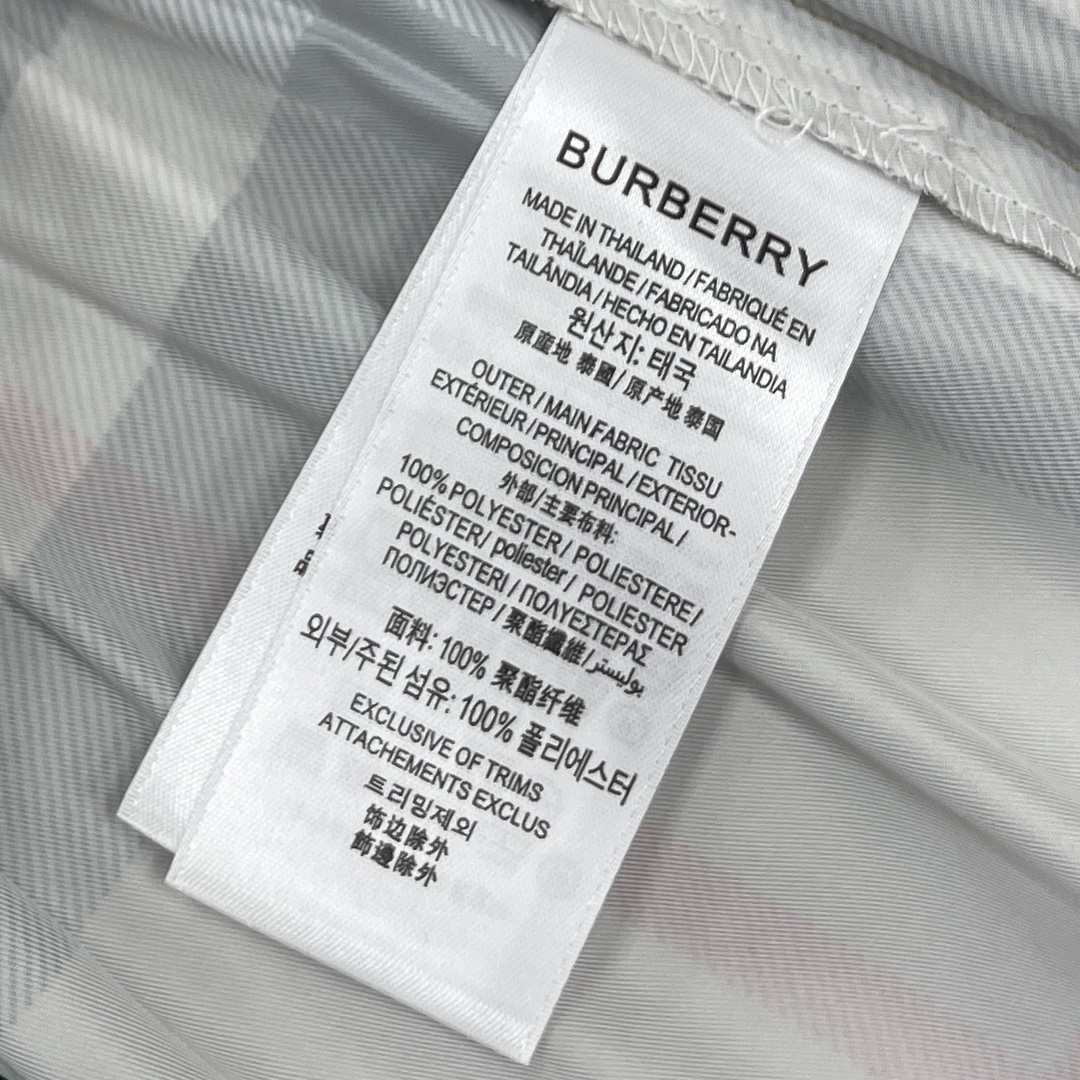 BURBERRY
MADE IN THAILAND / FABRIQUÉ EN
THAÏLANDE / FABRICADO NA
TAILÂNDIA / HECHO EN TAILANDIA
원산지: 태국
原産地 泰國/ 原产地 泰国
OUTER / MAIN FABRIC TISSU
EXTÉRIEUR / PRINCIPAL / EXTERIOR-
COMPOSICION PRINCIPAL /
外部/主要布料:
100% POLYESTER / POLIESTERE /
POLIÉSTER/ poliester / POLIESTER
POLYESTERI / ΠΟΛΥΕΣΤΕΡΑΣ
ПОЛИЭСТЕР / 聚酯纖維/بوليستر
面料: 100% 聚酯纤维
외부/주된 섬유: 100% 폴리에스터
EXCLUSIVE OF TRIMS
ATTACHEMENTS EXCLUS
트리밍제외
饰边除外
飾邊除外